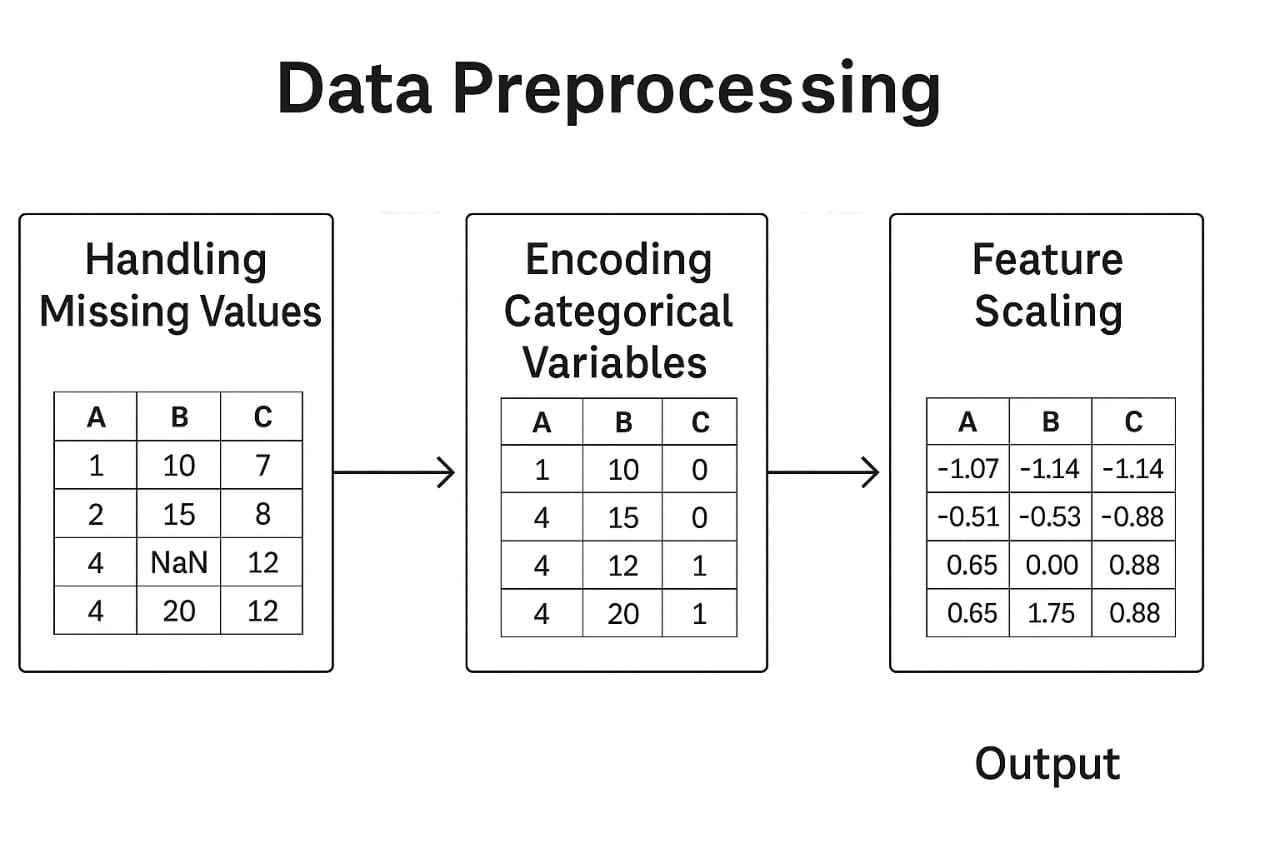 Data Preprocessing
Handling
Missing Values
A B C
1 10 7
2 15 8
4 NaN 12
4 20 12
Encoding
Categorical
Variables
A B C
1 10 0
4 15 0
4 12 1
4 20 1
Feature
Scaling
A B C
-1.07 -1.14 -1.14
-0.51 -0.53 -0.88
0.65 0.00 0.88
0.65 1.75 0.88
Output